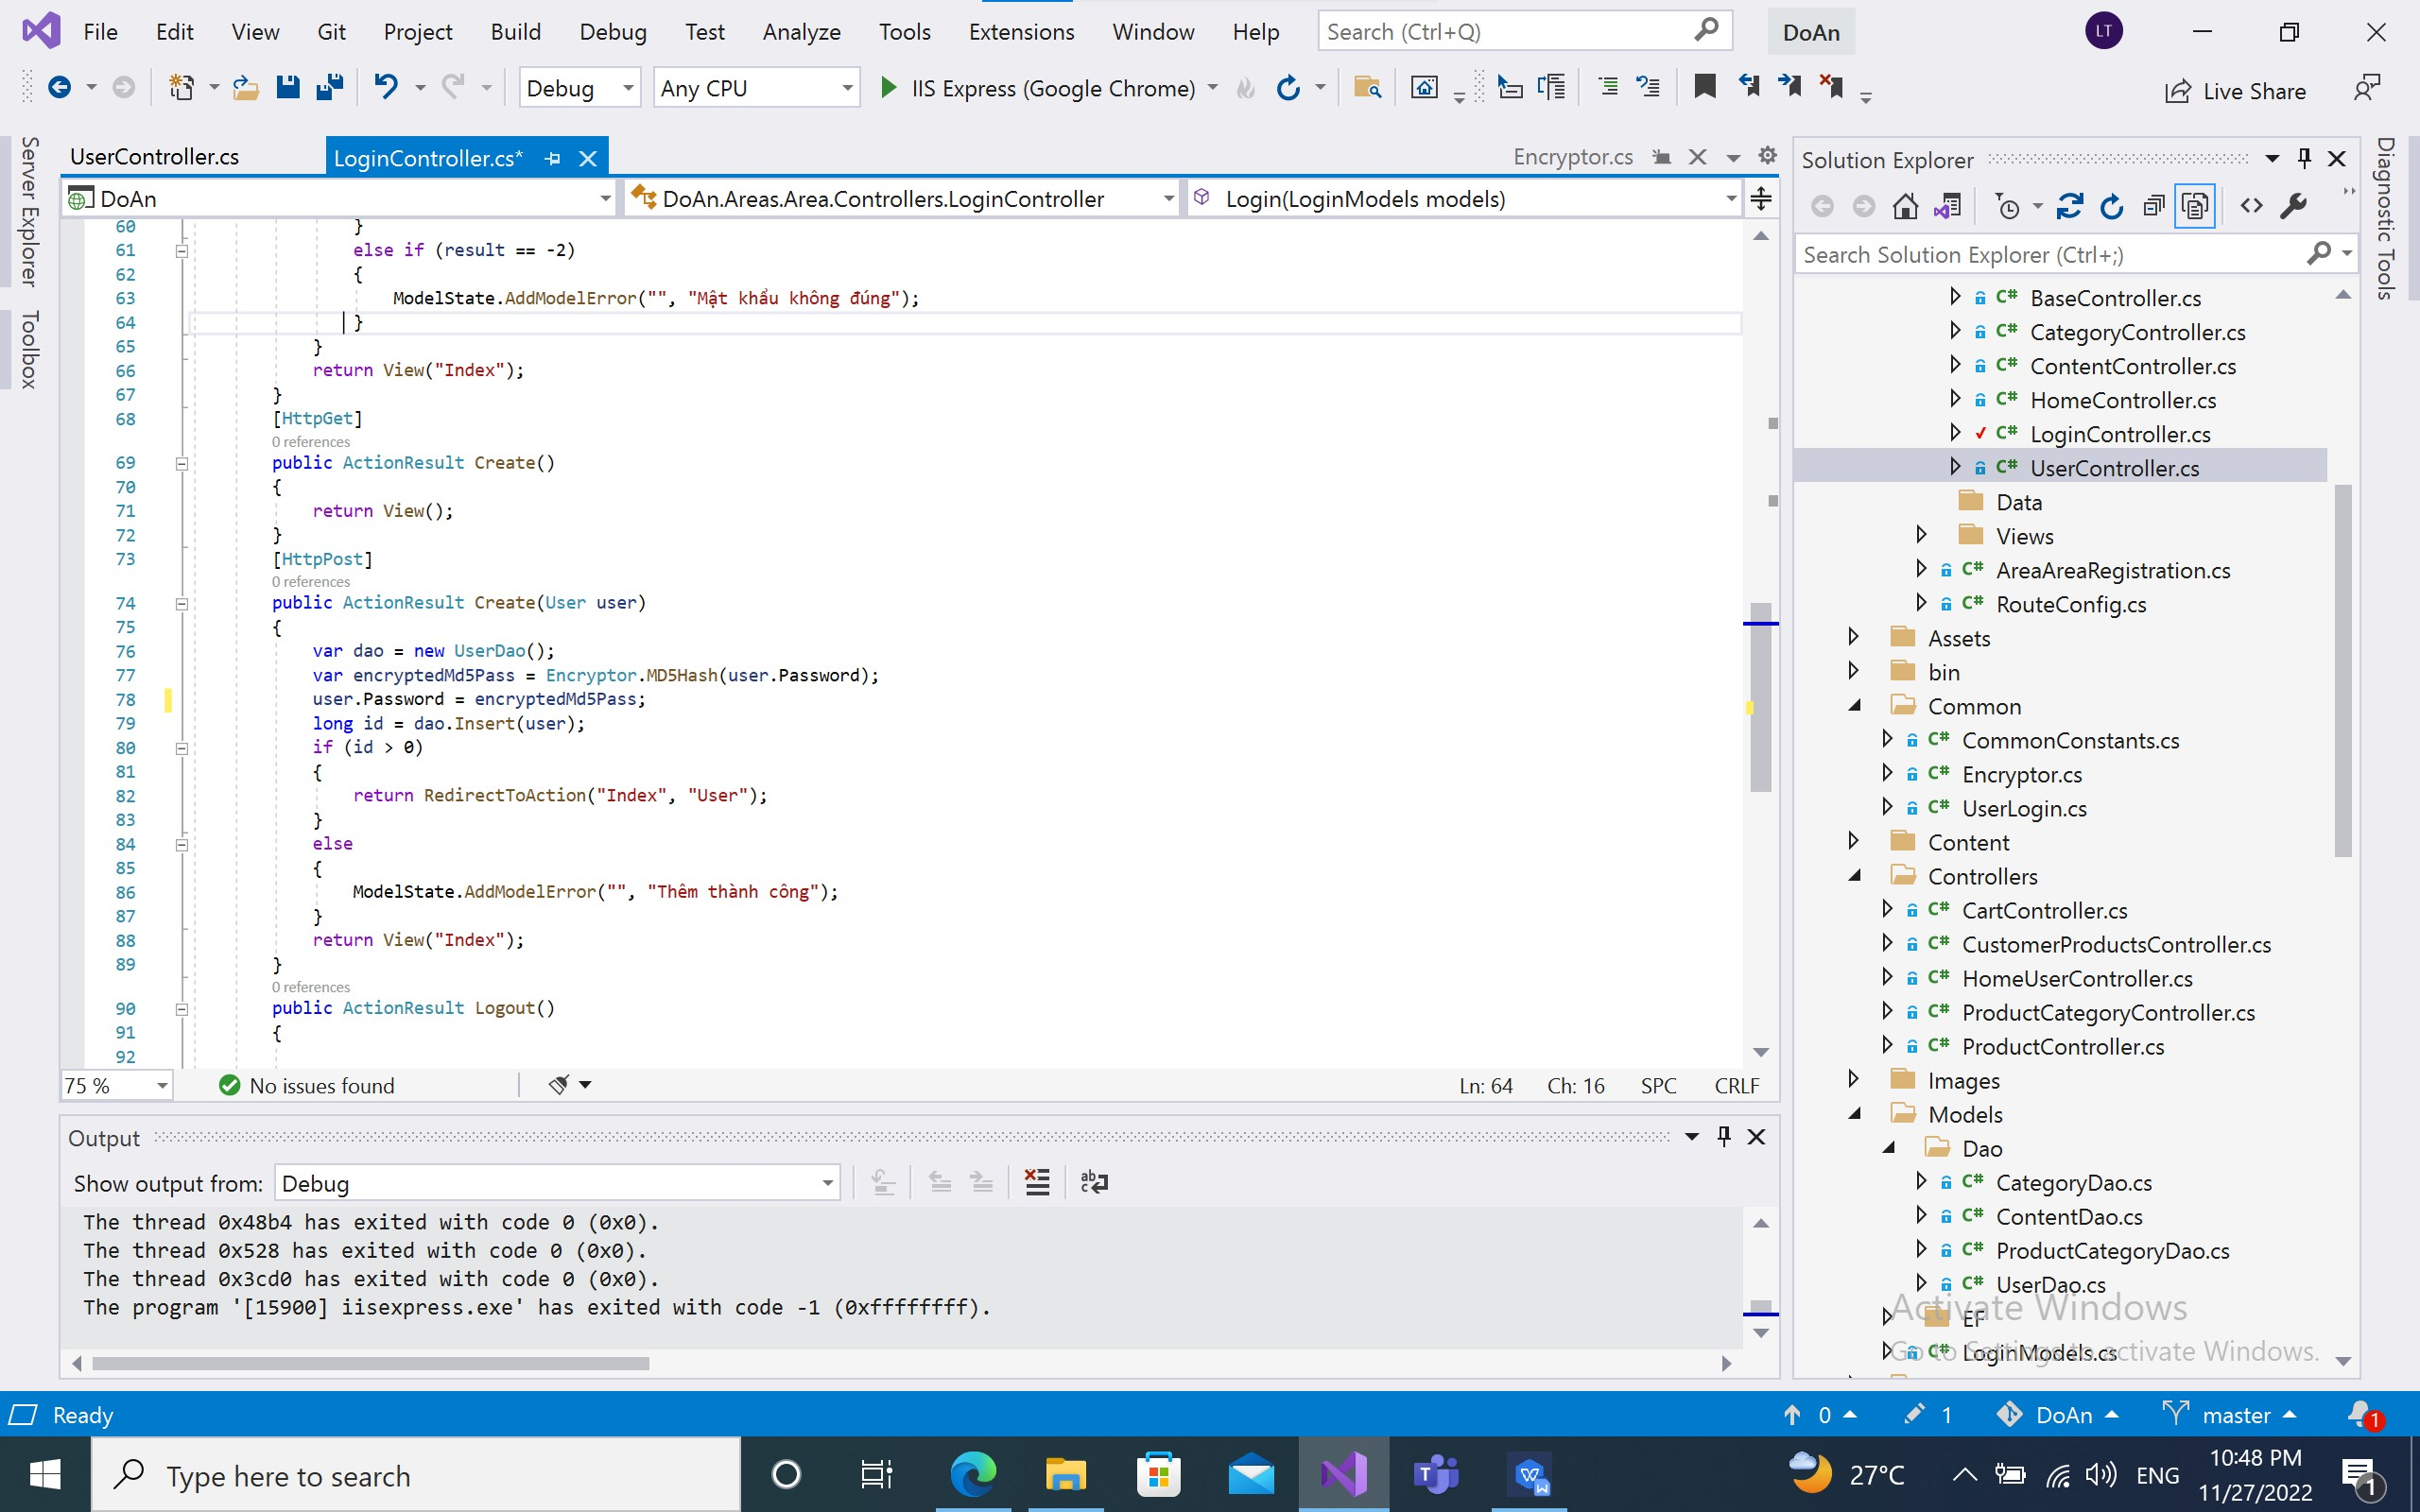 File Edit View Git Project Build Debug Test Analyze Tools Extensions Window Help Search (Ctrl+Q) DoAn LT
Debug Any CPU IIS Express (Google Chrome) Live Share
Server Explorer
Toolbox
UserController.cs LoginController.cs* Encryptor.cs
DoAn DoAn.Areas.Area.Controllers.LoginController Login(LoginModels models)
60 }
61 else if (result == -2)
62 {
63 ModelState.AddModelError("", "Mật khẩu không đúng");
64 }
65 }
66 return View("Index");
67 }
68 [HttpGet]
0 references
69 public ActionResult Create()
70 {
71 return View();
72 }
73 [HttpPost]
0 references
74 public ActionResult Create(User user)
75 {
76 var dao = new UserDao();
77 var encryptedMd5Pass = Encryptor.MD5Hash(user.Password);
78 user.Password = encryptedMd5Pass;
79 long id = dao.Insert(user);
80 if (id > 0)
81 {
82 return RedirectToAction("Index", "User");
83 }
84 else
85 {
86 ModelState.AddModelError("", "Thêm thành công");
87 }
88 return View("Index");
89 }
0 references
90 public ActionResult Logout()
91 {
92
75 % No issues found Ln: 64 Ch: 16 SPC CRLF
Output
Show output from: Debug
The thread 0x48b4 has exited with code 0 (0x0).
The thread 0x528 has exited with code 0 (0x0).
The thread 0x3cd0 has exited with code 0 (0x0).
The program '[15900] iisexpress.exe' has exited with code -1 (0xffffffff).
Solution Explorer
Search Solution Explorer (Ctrl+;)
C# BaseController.cs
C# CategoryController.cs
C# ContentController.cs
C# HomeController.cs
C# LoginController.cs
C# UserController.cs
Data
Views
C# AreaAreaRegistration.cs
C# RouteConfig.cs
Assets
bin
Common
C# CommonConstants.cs
C# Encryptor.cs
C# UserLogin.cs
Content
Controllers
C# CartController.cs
C# CustomerProductsController.cs
C# HomeUserController.cs
C# ProductCategoryController.cs
C# ProductController.cs
Images
Models
Dao
C# CategoryDao.cs
C# ContentDao.cs
C# ProductCategoryDao.cs
C# UserDao.cs
EF
C# LoginModels.cs
Activate Windows
Go to Settings to activate Windows.
Diagnostic Tools
Ready 0 1 DoAn master 1
Type here to search 27°C ENG 10:48 PM 11/27/2022 1